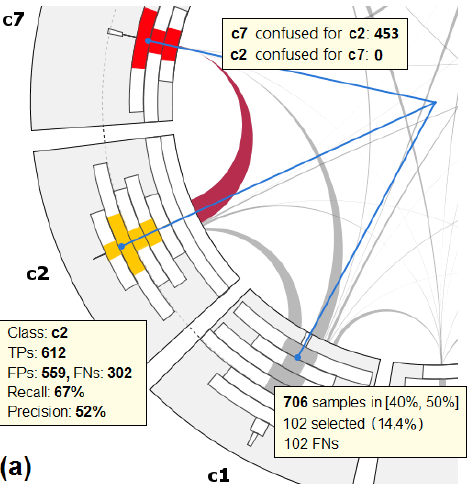 c7
c7 confused for c2: 453
c2 confused for c7: 0
c2
Class: c2
TPs: 612
FPs: 559, FNs: 302
Recall: 67%
Precision: 52%
706 samples in [40%, 50%]
102 selected (14.4%)
102 FNs
(a)
c1